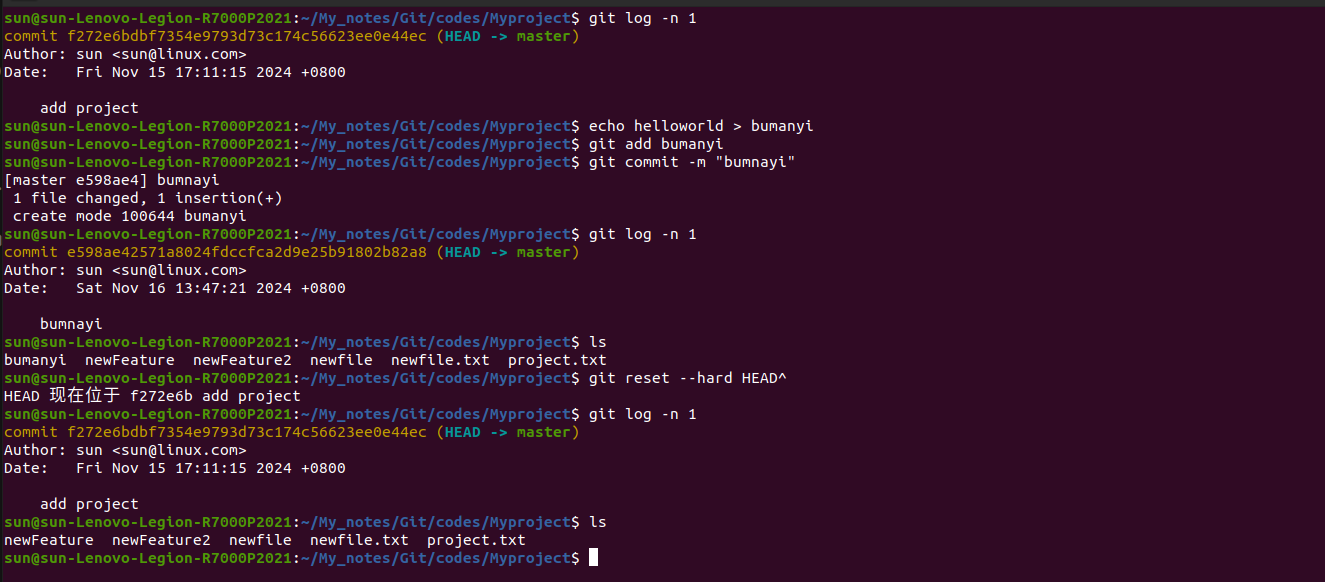 sun@sun-Lenovo-Legion-R7000P2021:~/My_notes/Git/codes/Myproject$ git log -n 1
commit f272e6bdbf7354e9793d73c174c56623ee0e44ec (HEAD -> master)
Author: sun <sun@linux.com>
Date:   Fri Nov 15 17:11:15 2024 +0800

    add project
sun@sun-Lenovo-Legion-R7000P2021:~/My_notes/Git/codes/Myproject$ echo helloworld > bumanyi
sun@sun-Lenovo-Legion-R7000P2021:~/My_notes/Git/codes/Myproject$ git add bumanyi
sun@sun-Lenovo-Legion-R7000P2021:~/My_notes/Git/codes/Myproject$ git commit -m "bumnayi"
[master e598ae4] bumnayi
 1 file changed, 1 insertion(+)
 create mode 100644 bumanyi
sun@sun-Lenovo-Legion-R7000P2021:~/My_notes/Git/codes/Myproject$ git log -n 1
commit e598ae42571a8024fdccfca2d9e25b91802b82a8 (HEAD -> master)
Author: sun <sun@linux.com>
Date:   Sat Nov 16 13:47:21 2024 +0800

    bumnayi
sun@sun-Lenovo-Legion-R7000P2021:~/My_notes/Git/codes/Myproject$ ls
bumanyi  newFeature  newFeature2  newfile  newfile.txt  project.txt
sun@sun-Lenovo-Legion-R7000P2021:~/My_notes/Git/codes/Myproject$ git reset --hard HEAD^
HEAD 现在位于 f272e6b add project
sun@sun-Lenovo-Legion-R7000P2021:~/My_notes/Git/codes/Myproject$ git log -n 1
commit f272e6bdbf7354e9793d73c174c56623ee0e44ec (HEAD -> master)
Author: sun <sun@linux.com>
Date:   Fri Nov 15 17:11:15 2024 +0800

    add project
sun@sun-Lenovo-Legion-R7000P2021:~/My_notes/Git/codes/Myproject$ ls
newFeature  newFeature2  newfile  newfile.txt  project.txt
sun@sun-Lenovo-Legion-R7000P2021:~/My_notes/Git/codes/Myproject$